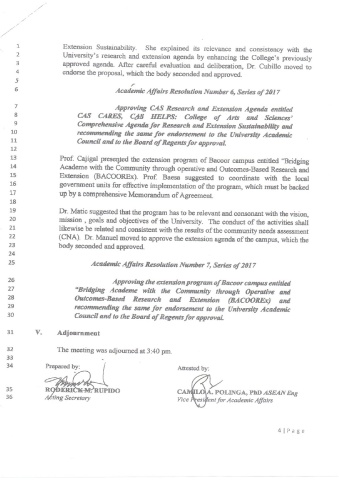 1 Extension Sustainability. She explained its relevance and consistency with the
2 University's research and extension agenda by enhancing the College's previously
3 approved agenda. After careful evaluation and deliberation, Dr. Cubillo moved to
4 endorse the proposal, which the body seconded and approved.
5
6 Academic Affairs Resolution Number 6, Series of 2017
7 Approving CAS Research and Extension Agenda entitled
8 CAS CARES, CAS HELPS: College of Arts and Sciences'
9 Comprehensive Agenda for Research and Extension Sustainability and
10 recommending the same for endorsement to the University Academic
11 Council and to the Board of Regents for approval.
12
13 Prof. Cajigal presented the extension program of Bacoor campus entitled "Bridging
14 Academe with the Community through operative and Outcomes-Based Research and
15 Extension (BACOOREx). Prof. Baesa suggested to coordinate with the local
16 government units for effective implementation of the program, which must be backed
17 up by a comprehensive Memorandum of Agreement.
18
19 Dr. Matic suggested that the program has to be relevant and consonant with the vision,
20 mission , goals and objectives of the University. The conduct of the activities shall
21 likewise be related and consistent with the results of the community needs assessment
22 (CNA). Dr. Manuel moved to approve the extension agenda of the campus, which the
23 body seconded and approved.
24
25 Academic Affairs Resolution Number 7, Series of 2017
26 Approving the extension program of Bacoor campus entitled
27 "Bridging Academe with the Community through Operative and
28 Outcomes-Based Research and Extension (BACOOREx) and
29 recommending the same for endorsement to the University Academic
30 Council and to the Board of Regents for approval.
31 V. Adjournment
32 The meeting was adjourned at 3:40 pm.
33
34 Prepared by: Attested by:
35 RODERICK M. RUPIDO CAMILO A. POLINGA, PhD ASEAN Eng
36 Acting Secretary Vice President for Academic Affairs
4 | P a g e